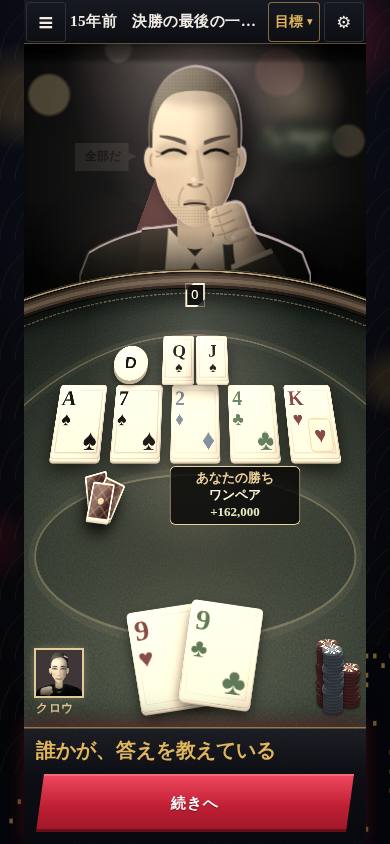 15年前 決勝の最後の一…
目標 ▾
全部だ
0
D
Q♠ J♠
A♠ 7♠ 2♦ 4♣ K♥
あなたの勝ち
ワンペア
+162,000
9♥ 9♣
クロウ
誰かが、答えを教えている
続きへ